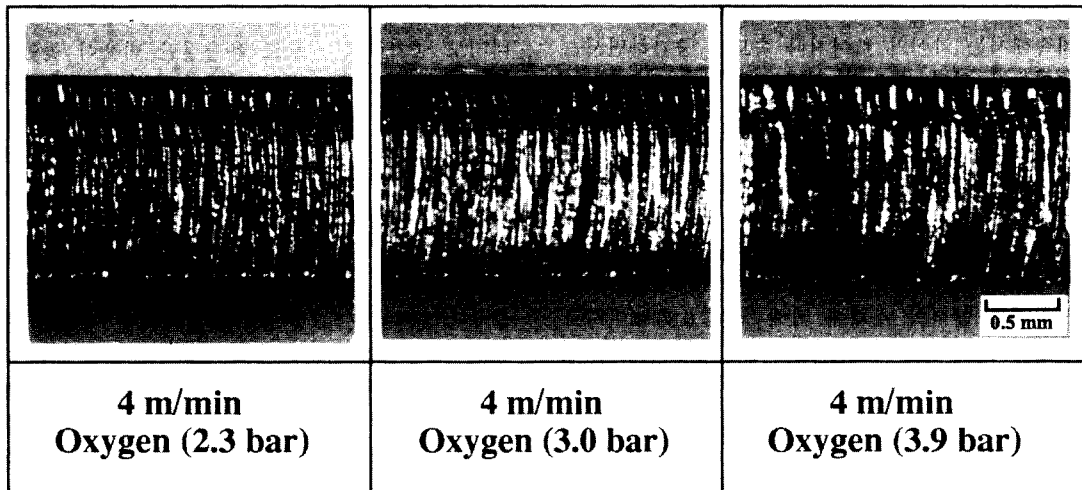 0.5 mm
4 m/min
Oxygen (2.3 bar)
4 m/min
Oxygen (3.0 bar)
4 m/min
Oxygen (3.9 bar)